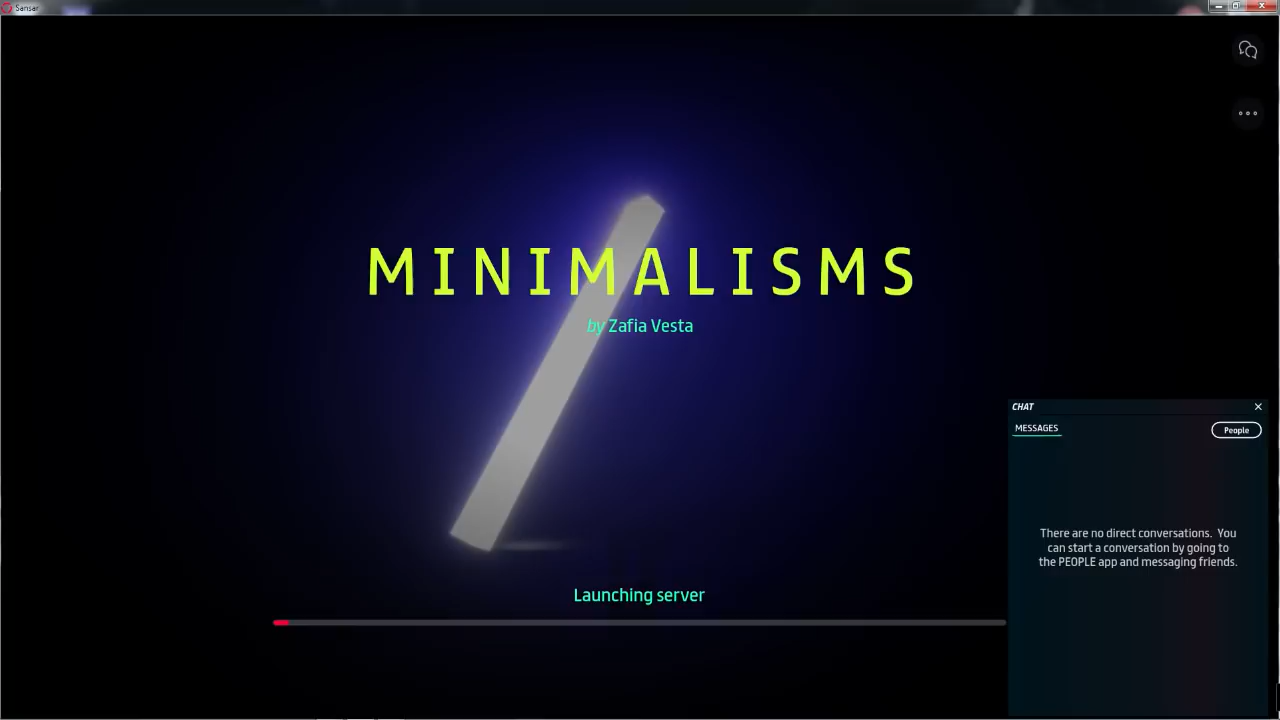 Sansar
MINIMALISMS
by Zafia Vesta
CHAT
MESSAGES
People
There are no direct conversations. You
can start a conversation by going to
the PEOPLE app and messaging friends.
Launching server